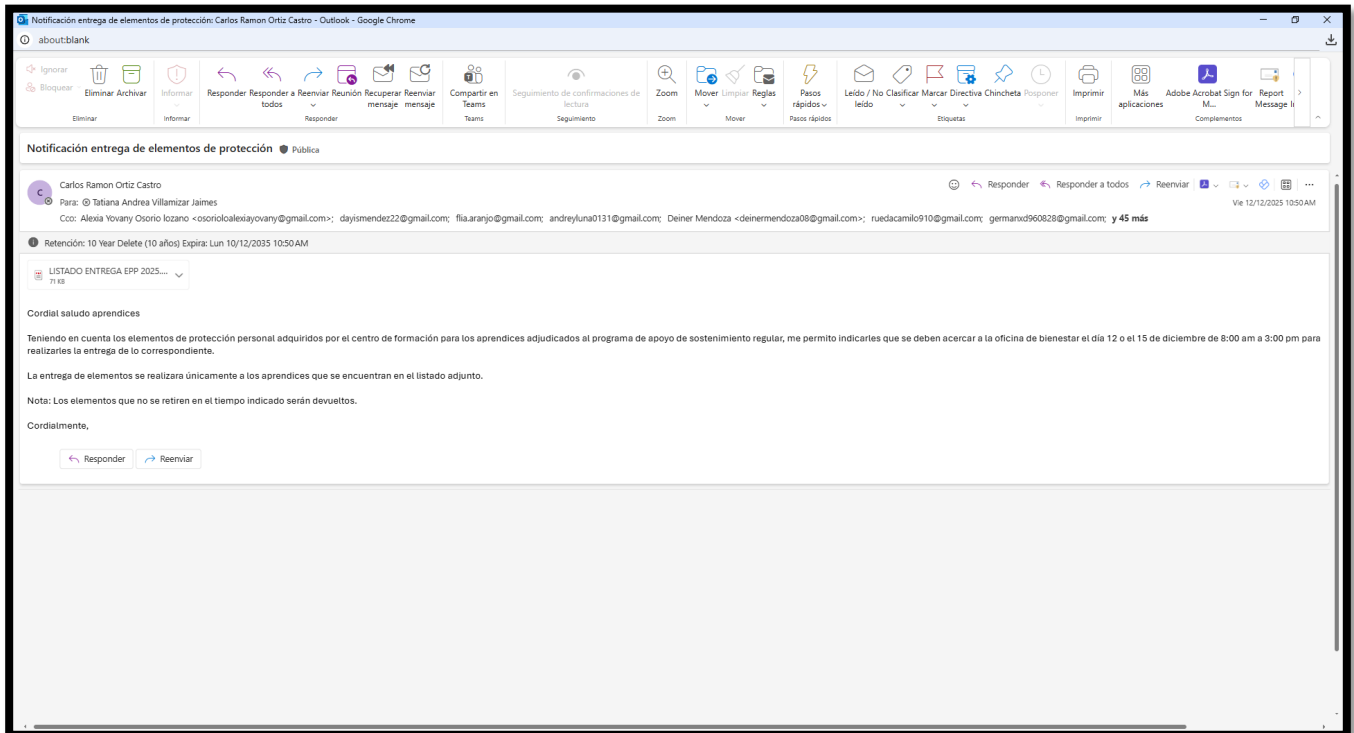 Notificación entrega de elementos de protección: Carlos Ramon Ortiz Castro - Outlook - Google Chrome
about:blank
Ignorar
Bloquear
Eliminar Archivar
Eliminar
Informar
Informar
Responder Responder a todos Reenviar Reunión Recuperar mensaje Reenviar mensaje
Responder
Compartir en Teams
Teams
Seguimiento de confirmaciones de lectura
Seguimiento
Zoom
Zoom
Mover Limpiar Reglas
Mover
Pasos rápidos
Pasos rápidos
Leído / No leído Clasificar Marcar Directiva Chincheta Posponer
Etiquetas
Imprimir
Imprimir
Más aplicaciones
Adobe Acrobat Sign for M...
Report Message I
Complementos
Notificación entrega de elementos de protección Pública
C
Carlos Ramon Ortiz Castro
Responder Responder a todos Reenviar
Para: Tatiana Andrea Villamizar Jaimes
Vie 12/12/2025 10:50 AM
Cco: Alexia Yovany Osorio lozano <osorioloalexiayovany@gmail.com>; dayismendez22@gmail.com; flia.aranjo@gmail.com; andreyluna0131@gmail.com; Deiner Mendoza <deinermendoza08@gmail.com>; ruedacamilo910@gmail.com; germanxd960828@gmail.com; y 45 más
Retención: 10 Year Delete (10 años) Expira: Lun 10/12/2035 10:50 AM
LISTADO ENTREGA EPP 2025....
71 KB
Cordial saludo aprendices
Teniendo en cuenta los elementos de protección personal adquiridos por el centro de formación para los aprendices adjudicados al programa de apoyo de sostenimiento regular, me permito indicarles que se deben acercar a la oficina de bienestar el día 12 o el 15 de diciembre de 8:00 am a 3:00 pm para
realizarles la entrega de lo correspondiente.
La entrega de elementos se realizara únicamente a los aprendices que se encuentran en el listado adjunto.
Nota: Los elementos que no se retiren en el tiempo indicado serán devueltos.
Cordialmente,
Responder Reenviar